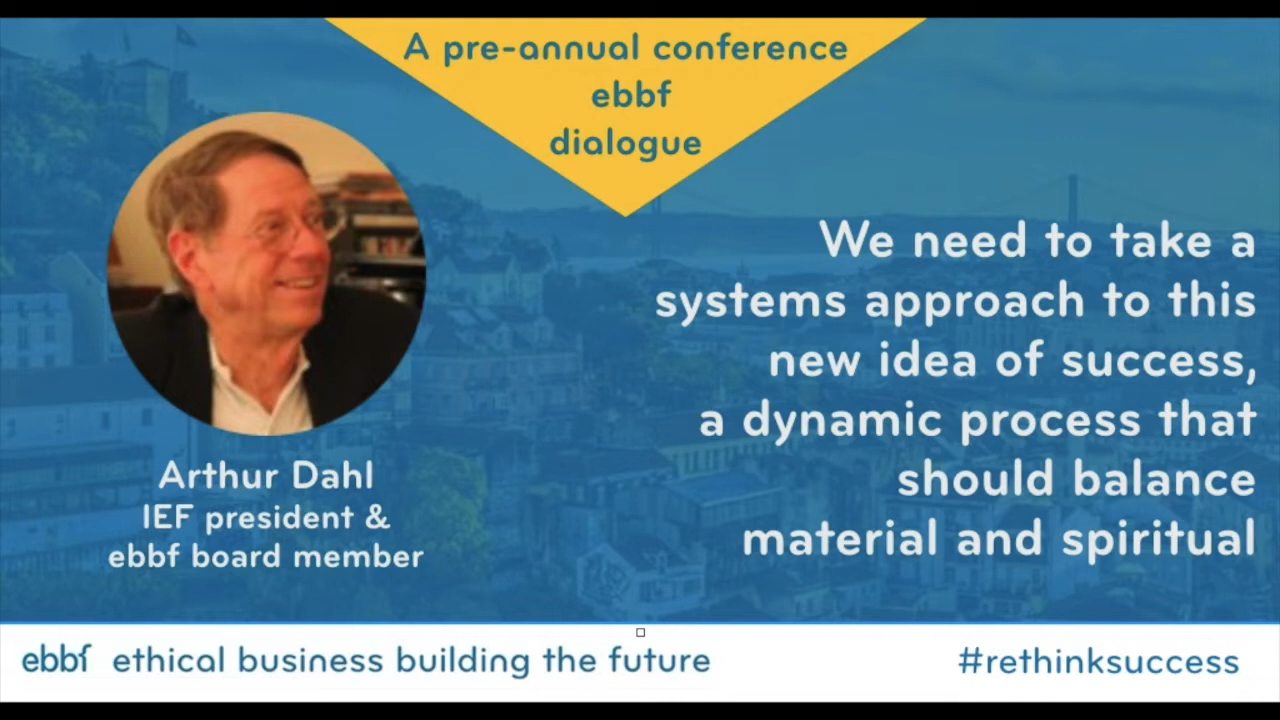 A pre-annual conference
ebbf
dialogue
We need to take a
systems approach to this
new idea of success,
a dynamic process that
should balance
material and spiritual
Arthur Dahl
IEF president &
ebbf board member
ebbf ethical business building the future
#rethinksuccess